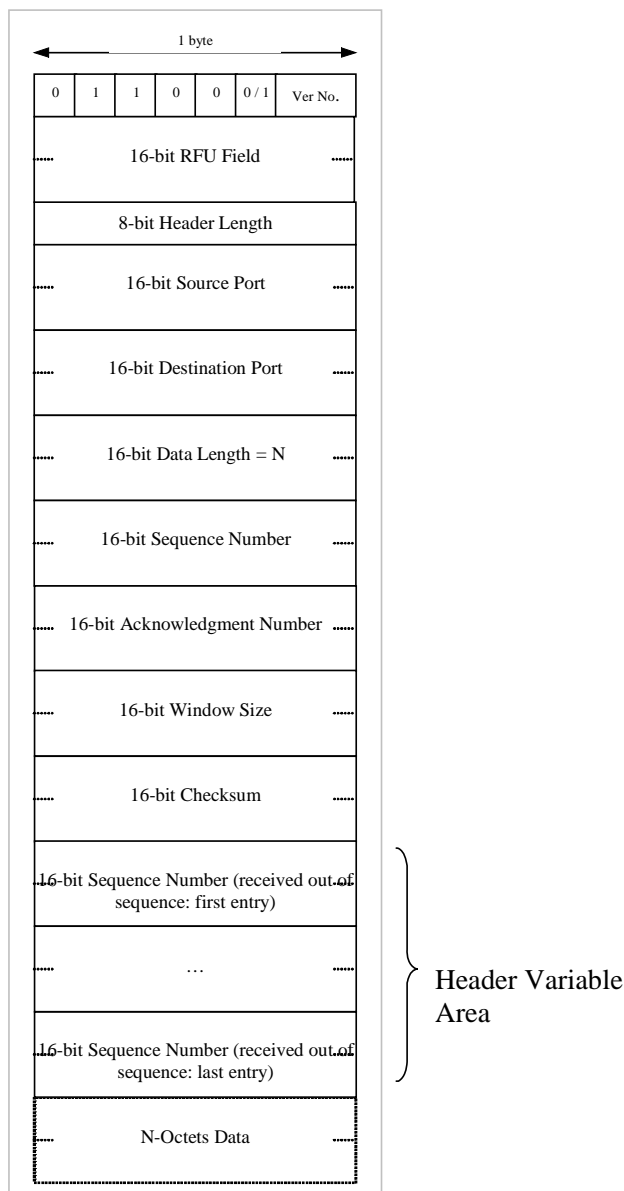 1 byte
0 1 1 0 0 0 / 1 Ver No.
16-bit RFU Field
8-bit Header Length
16-bit Source Port
16-bit Destination Port
16-bit Data Length = N
16-bit Sequence Number
16-bit Acknowledgment Number
16-bit Window Size
16-bit Checksum
16-bit Sequence Number (received out of
sequence: first entry)
…
Header Variable
Area
16-bit Sequence Number (received out of
sequence: last entry)
N-Octets Data